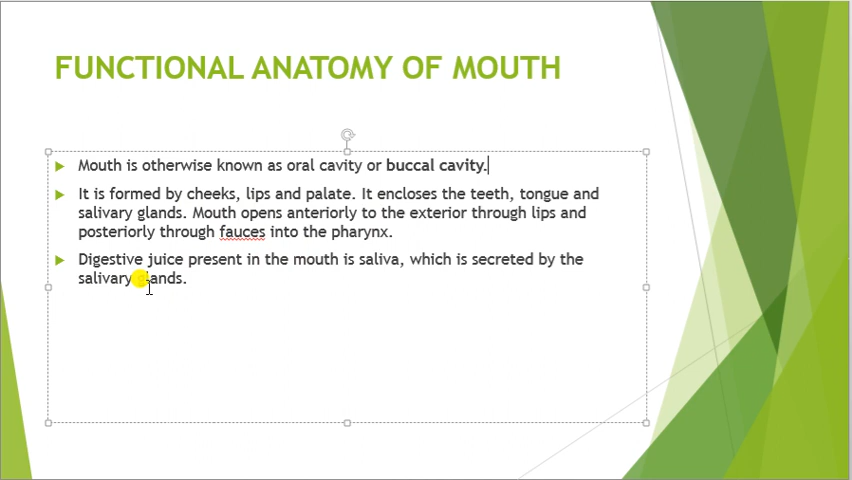 FUNCTIONAL ANATOMY OF MOUTH
Mouth is otherwise known as oral cavity or buccal cavity.
It is formed by cheeks, lips and palate. It encloses the teeth, tongue and
salivary glands. Mouth opens anteriorly to the exterior through lips and
posteriorly through fauces into the pharynx.
Digestive juice present in the mouth is saliva, which is secreted by the
salivary glands.